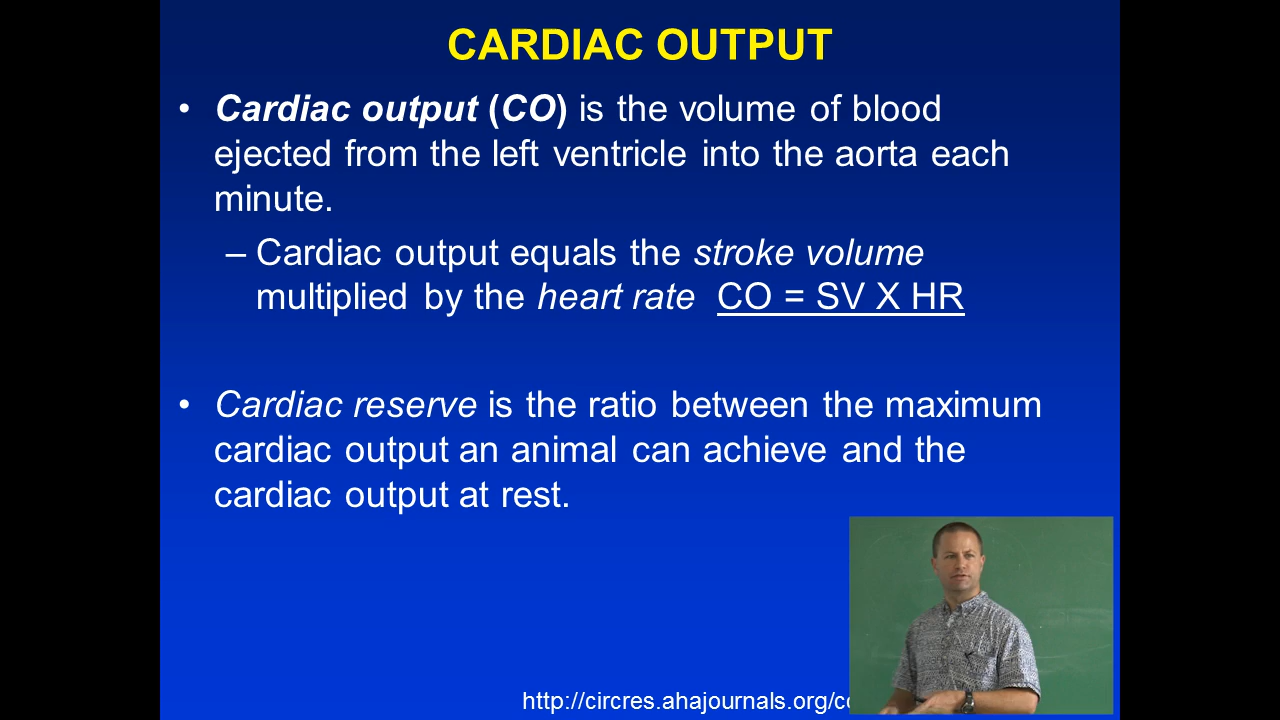 CARDIAC OUTPUT
• Cardiac output (CO) is the volume of blood
ejected from the left ventricle into the aorta each
minute.
– Cardiac output equals the stroke volume
multiplied by the heart rate CO = SV X HR
• Cardiac reserve is the ratio between the maximum
cardiac output an animal can achieve and the
cardiac output at rest.
http://circres.ahajournals.org/co